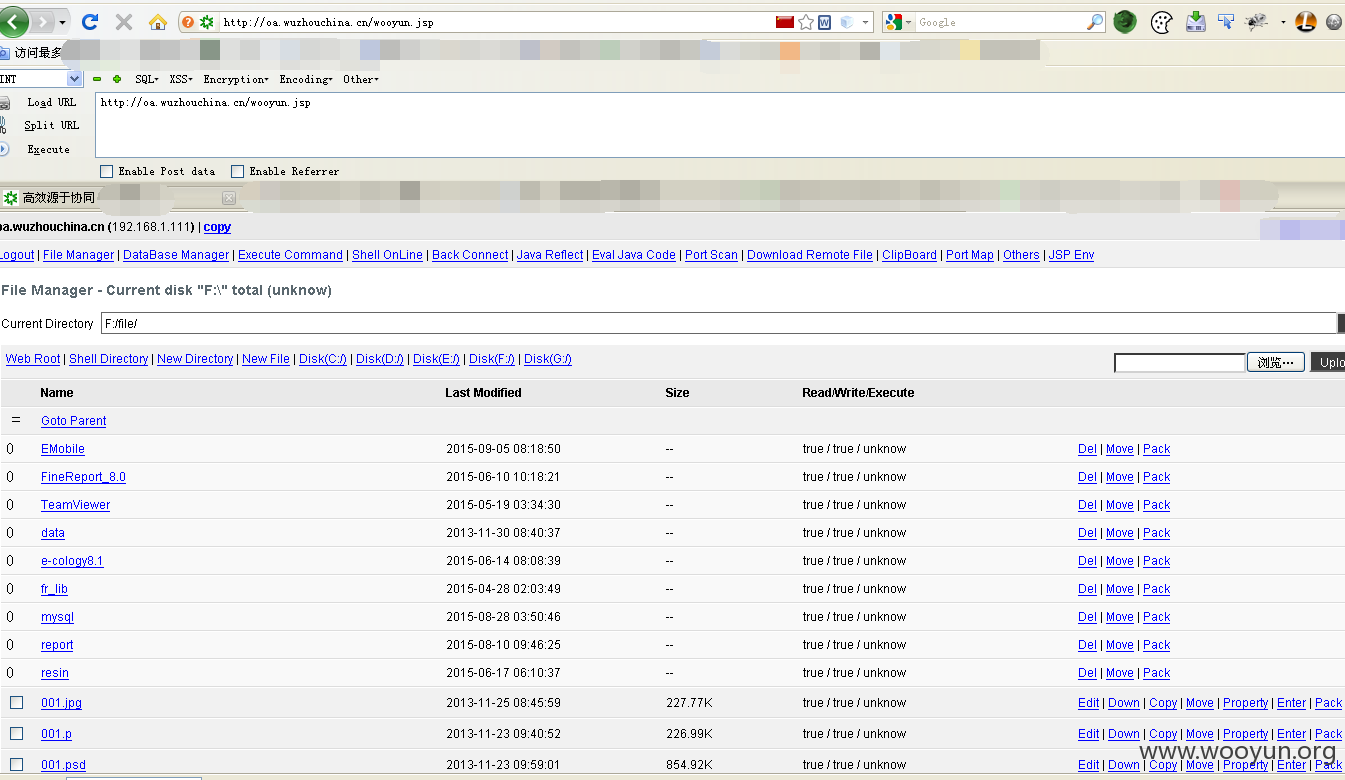 http://oa.wuzhouchina.cn/wooyun.jsp Google
访问最多
INT SQL XSS Encryption Encoding Other
Load URL http://oa.wuzhouchina.cn/wooyun.jsp
Split URL
Execute
Enable Post data Enable Referrer
高效源于协同
oa.wuzhouchina.cn (192.168.1.111) | copy
Logout | File Manager | DataBase Manager | Execute Command | Shell OnLine | Back Connect | Java Reflect | Eval Java Code | Port Scan | Download Remote File | ClipBoard | Port Map | Others | JSP Env
File Manager - Current disk "F:\" total (unknow)
Current Directory F:/file/
Web Root | Shell Directory | New Directory | New File | Disk(C:/) | Disk(D:/) | Disk(E:/) | Disk(F:/) | Disk(G:/) 浏览… Uplo
Name Last Modified Size Read/Write/Execute
= Goto Parent
0 EMobile 2015-09-05 08:18:50 -- true / true / unknow Del | Move | Pack
0 FineReport_8.0 2015-06-10 10:18:21 -- true / true / unknow Del | Move | Pack
0 TeamViewer 2015-05-19 03:34:30 -- true / true / unknow Del | Move | Pack
0 data 2013-11-30 08:40:37 -- true / true / unknow Del | Move | Pack
0 e-cology8.1 2015-06-14 08:08:39 -- true / true / unknow Del | Move | Pack
0 fr_lib 2015-04-28 02:03:49 -- true / true / unknow Del | Move | Pack
0 mysql 2015-08-28 03:50:46 -- true / true / unknow Del | Move | Pack
0 report 2015-08-10 09:46:25 -- true / true / unknow Del | Move | Pack
0 resin 2015-06-17 06:10:37 -- true / true / unknow Del | Move | Pack
001.jpg 2013-11-25 08:45:59 227.77K true / true / unknow Edit | Down | Copy | Move | Property | Enter | Pack
001.p 2013-11-23 09:40:52 226.99K true / true / unknow Edit | Down | Copy | Move | Property | Enter | Pack
001.psd 2013-11-23 09:59:01 854.92K true / true / unknow Edit | Down | Copy | Move | Property | Enter | Pack
www.wooyun.org